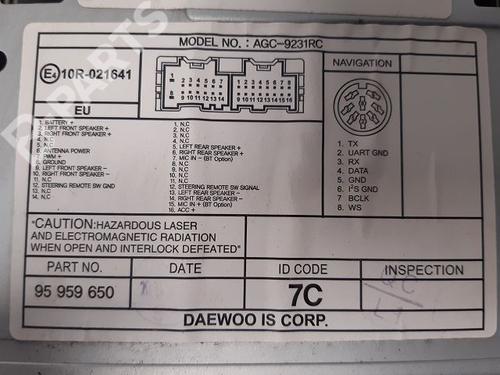 MODEL NO. : AGC-9231RC
E4 10R-021641
EU
1. BATTERY +
2. LEFT FRONT SPEAKER +
3. RIGHT FRONT SPEAKER +
4. N.C
5. N.C
6. ANTENNA POWER
7. PWM +
8. GROUND
9. LEFT FRONT SPEAKER -
10. RIGHT FRONT SPEAKER -
11. N.C
12. STEERING REMOTE SW GND
13. N.C
14. N.C
1. N.C
2. N.C
3. N.C
4. N.C
5. LEFT REAR SPEAKER +
6. RIGHT REAR SPEAKER +
7. MIC IN - (BT Option)
8. N.C
9. N.C
10. N.C
11. N.C
12. STEERING REMOTE SW SIGNAL
13. LEFT REAR SPEAKER -
14. RIGHT REAR SPEAKER -
15. MIC IN + (BT Option)
16. ACC +
NAVIGATION
1. TX
2. UART GND
3. RX
4. DATA
5. GND
6. I²S GND
7. BCLK
8. WS
"CAUTION: HAZARDOUS LASER
AND ELECTROMAGNETIC RADIATION
WHEN OPEN AND INTERLOCK DEFEATED"
PART NO. DATE ID CODE INSPECTION
95 959 650 7C
DAEWOO IS CORP.